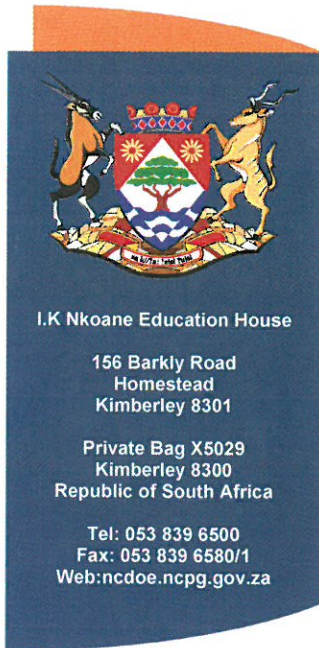 I.K Nkoane Education House
156 Barkly Road
Homestead
Kimberley 8301
Private Bag X5029
Kimberley 8300
Republic of South Africa
Tel: 053 839 6500
Fax: 053 839 6580/1
Web:ncdoe.ncpg.gov.za